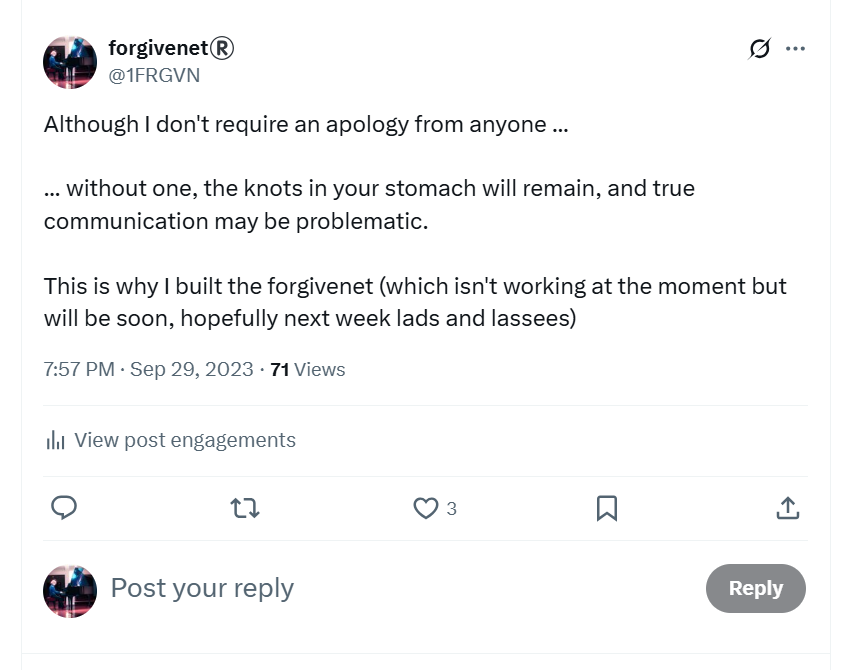 forgivenet®
@1FRGVN
Although I don't require an apology from anyone ...
... without one, the knots in your stomach will remain, and true
communication may be problematic.
This is why I built the forgivenet (which isn't working at the moment but
will be soon, hopefully next week lads and lassees)
7:57 PM · Sep 29, 2023 · 71 Views
View post engagements
3
Post your reply
Reply